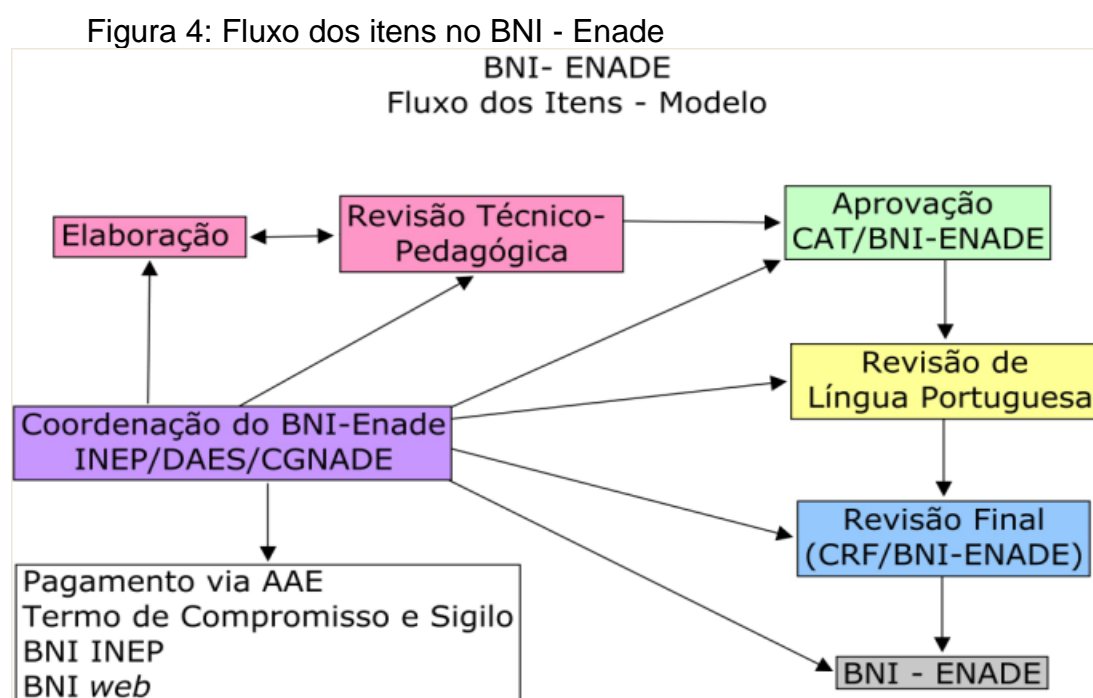 Figura 4: Fluxo dos itens no BNI - Enade
BNI- ENADE
Fluxo dos Itens - Modelo
Elaboração
Revisão Técnico-
Pedagógica
Aprovação
CAT/BNI-ENADE
Revisão de
Língua Portuguesa
Coordenação do BNI-Enade
INEP/DAES/CGNADE
Revisão Final
(CRF/BNI-ENADE)
Pagamento via AAE
Termo de Compromisso e Sigilo
BNI INEP
BNI web
BNI - ENADE